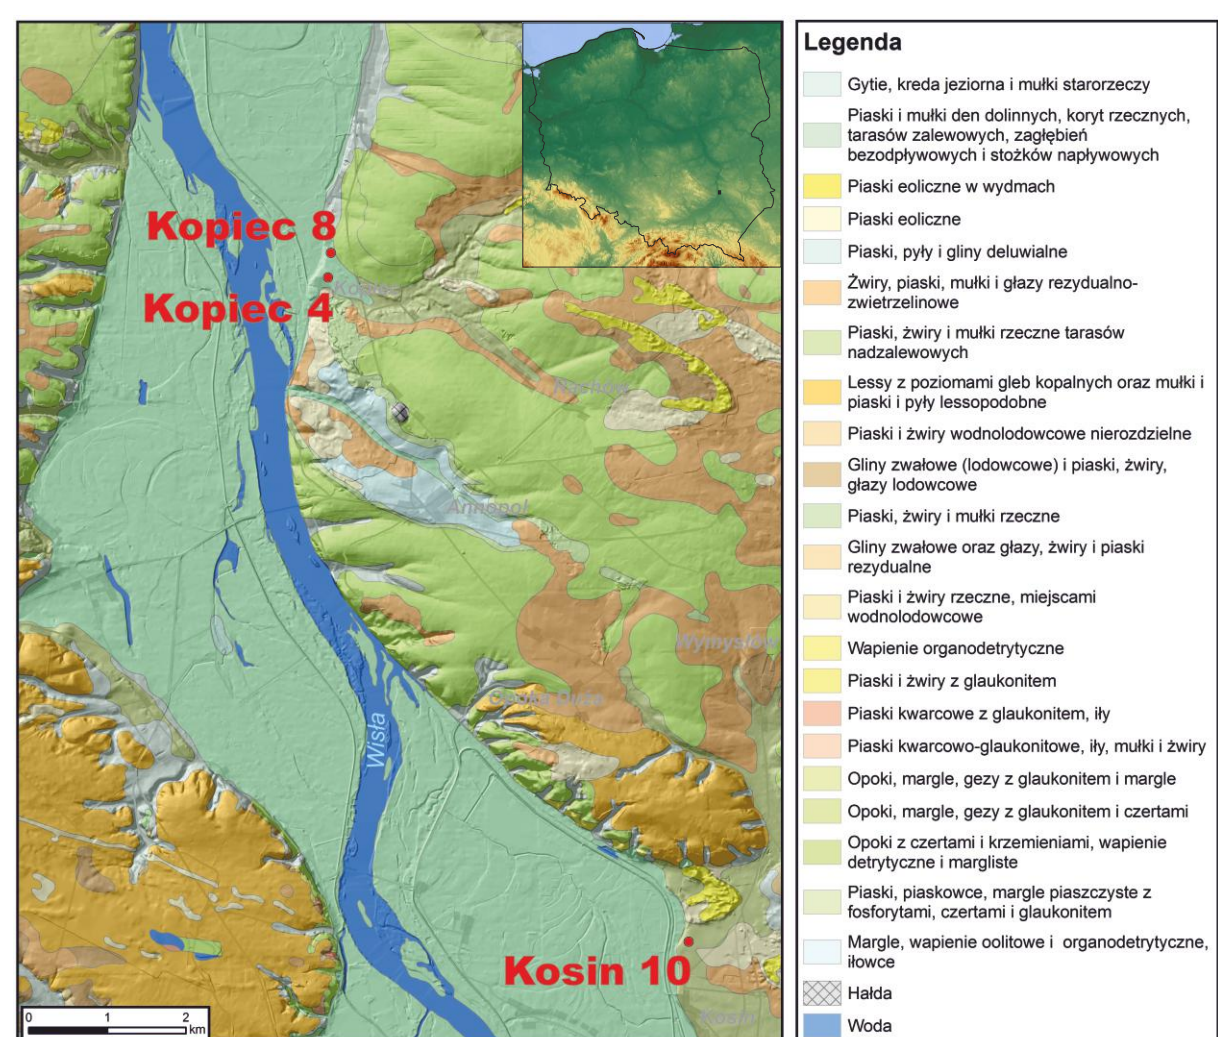 Kopiec 8
Kopiec 4
Annopol
Wymysłów
Opoka Duża
Wisła
Kosin 10
Kosin
0 1 2
km
Legenda
Gytie, kreda jeziorna i mułki starorzeczy
Piaski i mułki den dolinnych, koryt rzecznych,
tarasów zalewowych, zagłębień
bezodpływowych i stożków napływowych
Piaski eoliczne w wydmach
Piaski eoliczne
Piaski, pyły i gliny deluwialne
Żwiry, piaski, mułki i głazy rezydualno-
zwietrzelinowe
Piaski, żwiry i mułki rzeczne tarasów
nadzalewowych
Lessy z poziomami gleb kopalnych oraz mułki i
piaski i pyły lessopodobne
Piaski i żwiry wodnolodowcowe nierozdzielne
Gliny zwałowe (lodowcowe) i piaski, żwiry,
głazy lodowcowe
Piaski, żwiry i mułki rzeczne
Gliny zwałowe oraz głazy, żwiry i piaski
rezydualne
Piaski i żwiry rzeczne, miejscami
wodnolodowcowe
Wapienie organodetrytyczne
Piaski i żwiry z glaukonitem
Piaski kwarcowe z glaukonitem, iły
Piaski kwarcowo-glaukonitowe, iły, mułki i żwiry
Opoki, margle, gezy z glaukonitem i margle
Opoki, margle, gezy z glaukonitem i czertami
Opoki z czertami i krzemieniami, wapienie
detrytyczne i margliste
Piaski, piaskowce, margle piaszczyste z
fosforytami, czertami i glaukonitem
Margle, wapienie oolitowe i organodetrytyczne,
iłowce
Hałda
Woda